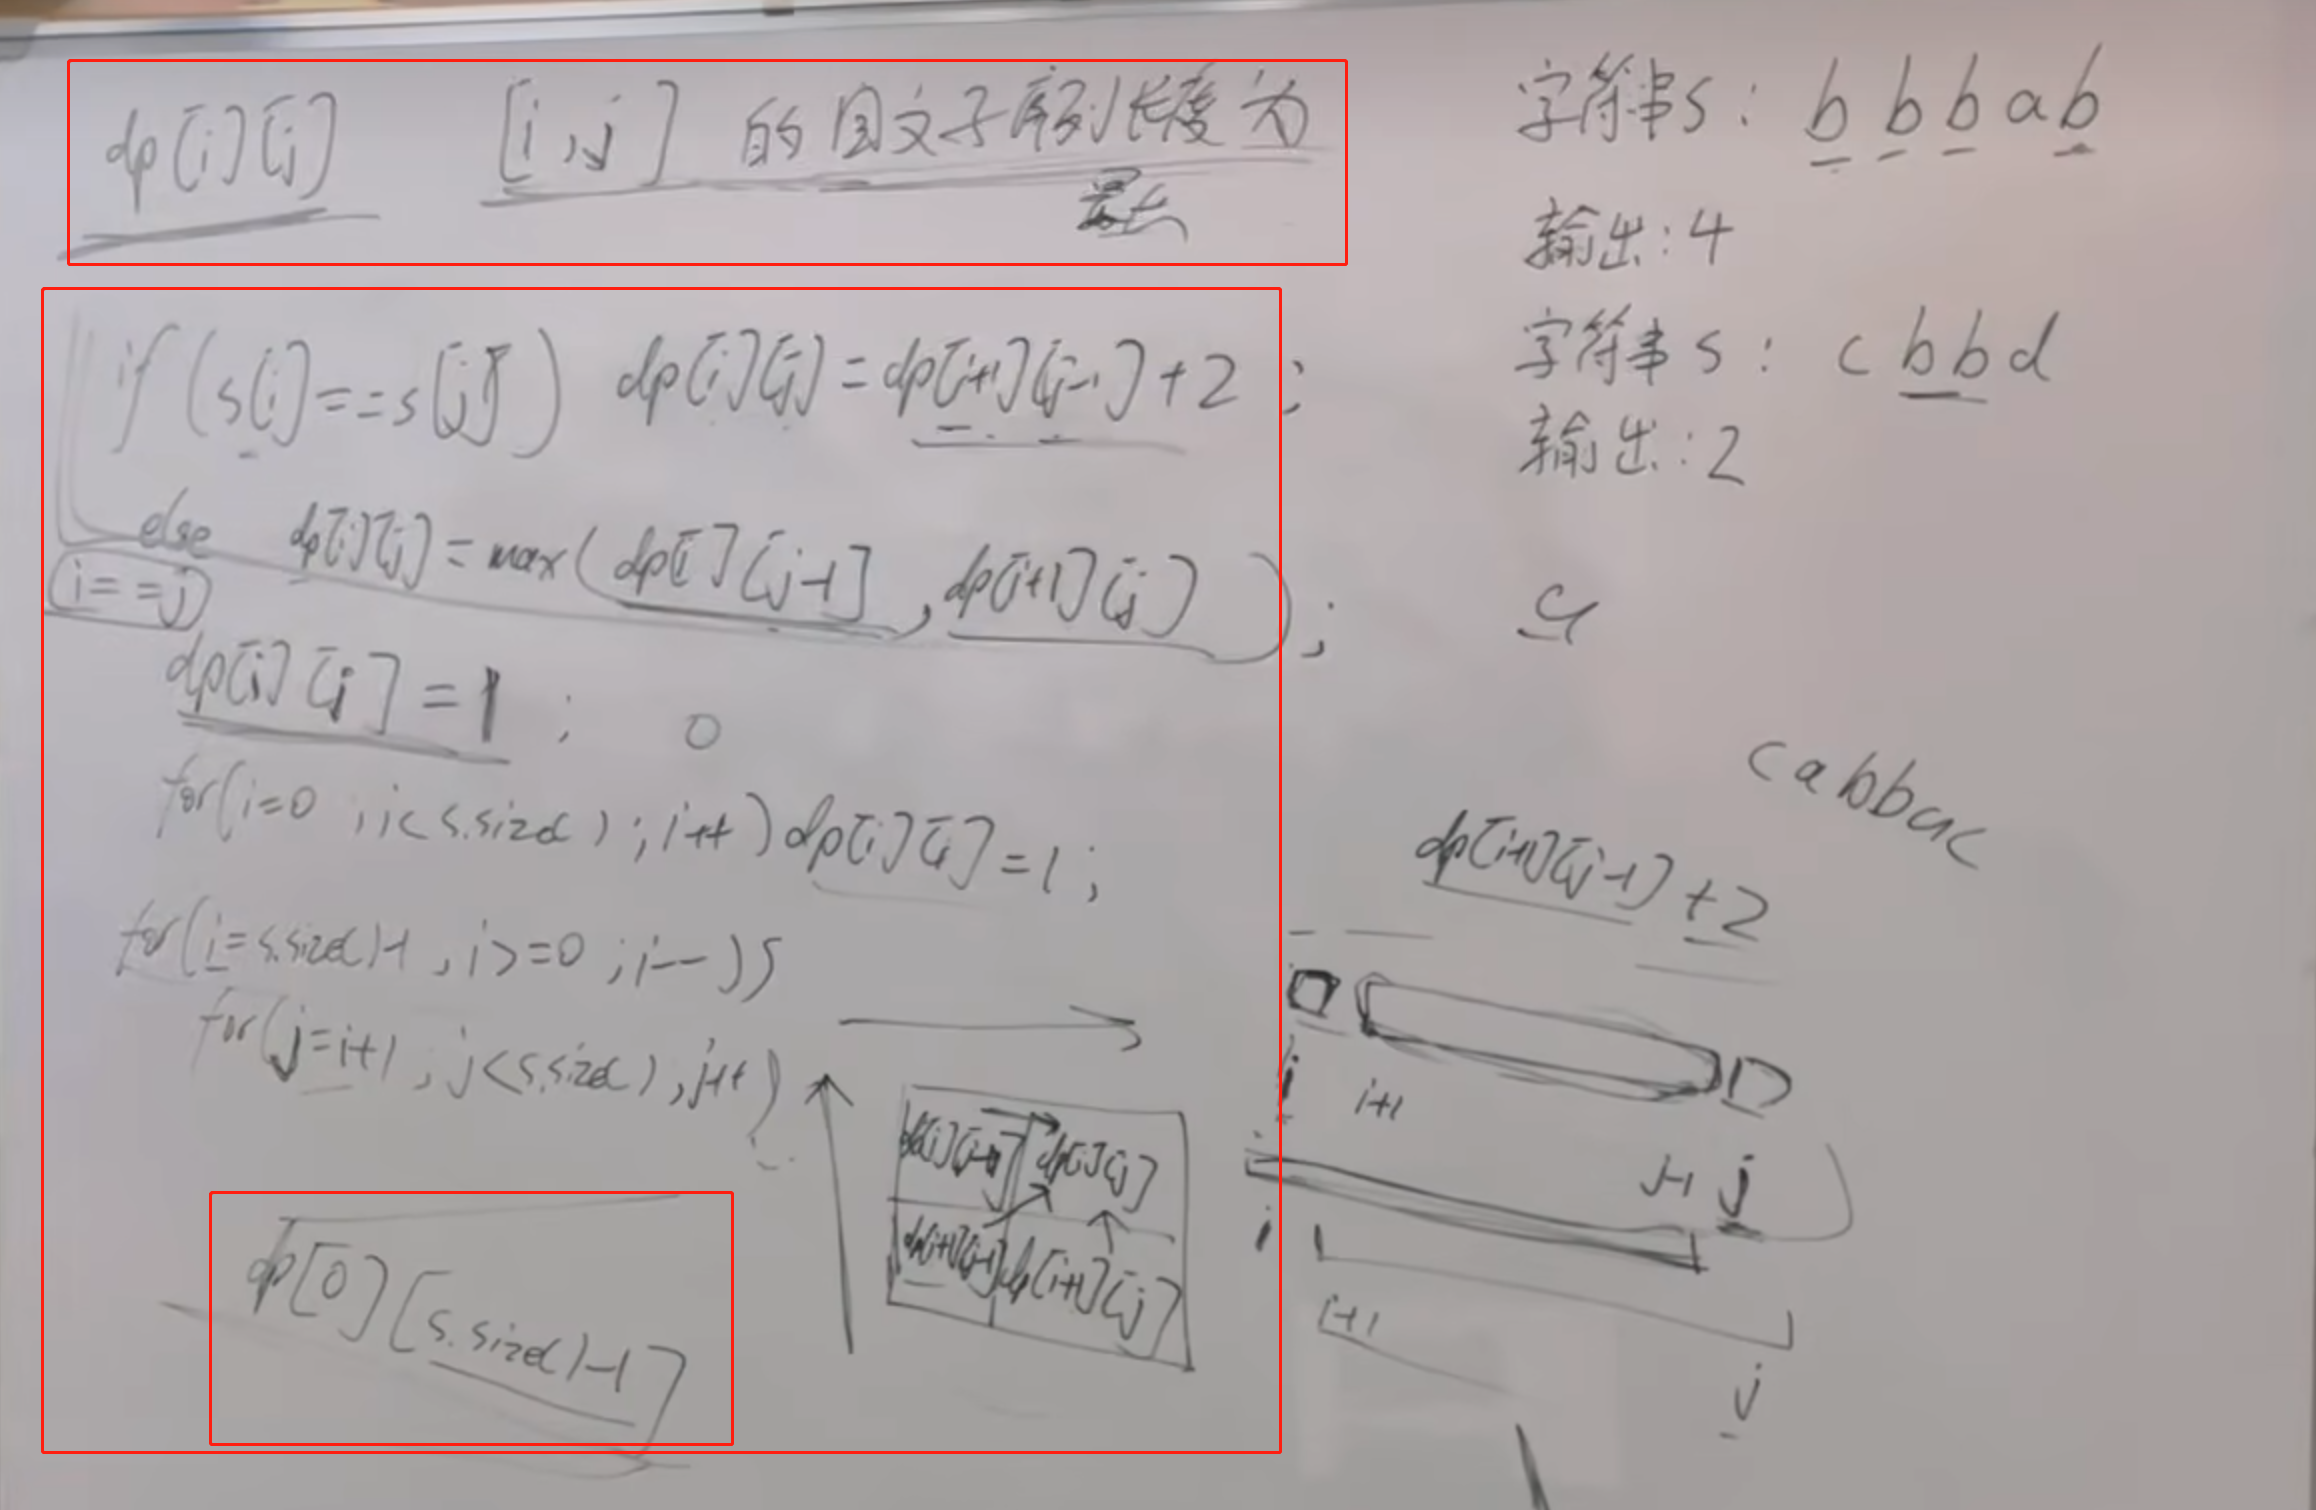 dp[i][j] [i,j]的回文子序列长度为
最长
if(s[i]==s[j]) dp[i][j]=dp[i+1][j-1]+2;
else dp[i][j]=max(dp[i][j-1],dp[i+1][j]);
i==j
dp[i][j]=1; 0
for(i=0;i<s.size();i++)dp[i][i]=1;
for(i=s.size()-1,i>=0;i--){
for(j=i+1,j<s.size(),j++)
dp[0][s.size()-1]
dp[i][j-1] dp[i][j]
dp[i+1][j-1] dp[i+1][j]
字符串s: b b b a b
输出:4
字符串s: c b b d
输出:2
cabbac
dp[i+1][j-1]+2
i i+1 j-1 j
i
i+1 j